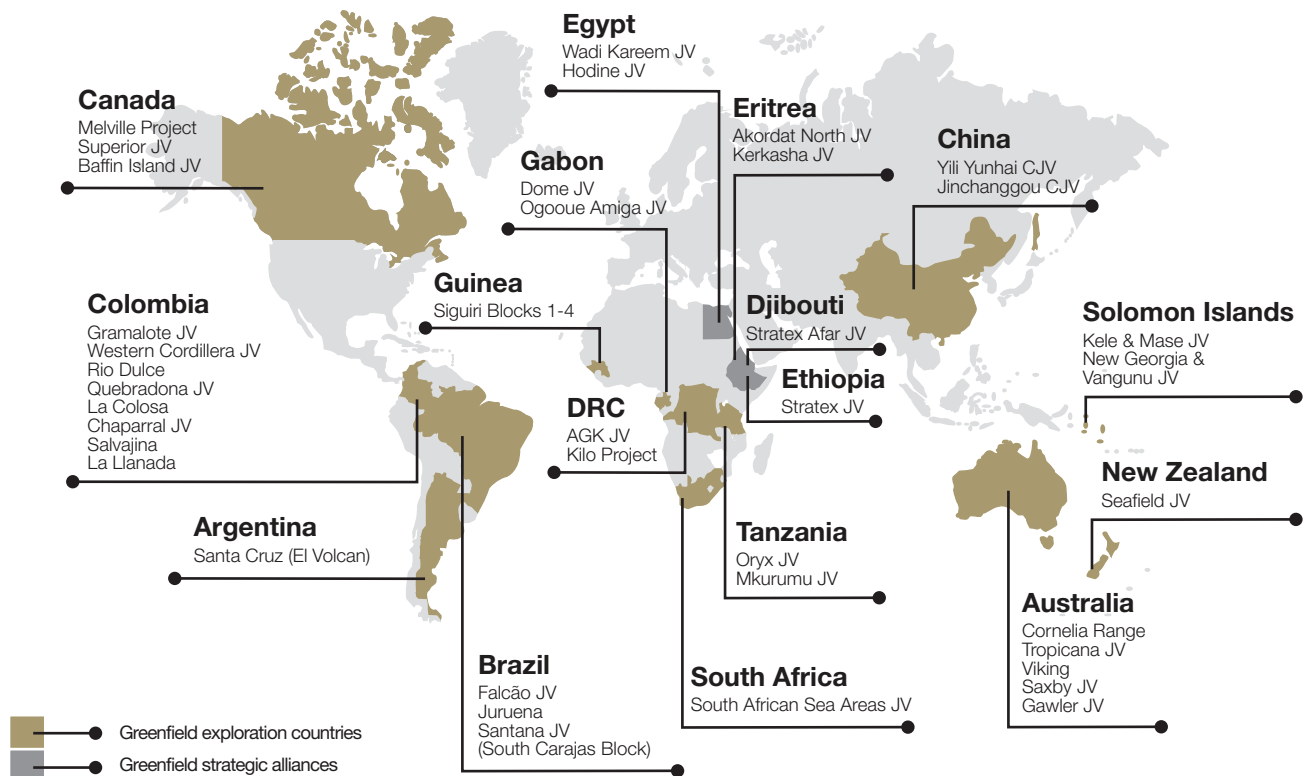 Egypt
Wadi Kareem JV
Hodine JV
Canada
Melville Project
Superior JV
Baffin Island JV
Eritrea
Akordat North JV
Kerkasha JV
China
Yili Yunhai CJV
Jinchanggou CJV
Gabon
Dome JV
Ogooue Amiga JV
Guinea
Siguiri Blocks 1-4
Colombia
Gramalote JV
Western Cordillera JV
Rio Dulce
Quebradona JV
La Colosa
Chaparral JV
Salvajina
La Llanada
Djibouti
Stratex Afar JV
Solomon Islands
Kele & Mase JV
New Georgia &
Vangunu JV
Ethiopia
Stratex JV
DRC
AGK JV
Kilo Project
New Zealand
Seafield JV
Argentina
Santa Cruz (El Volcan)
Tanzania
Oryx JV
Mkurumu JV
Australia
Cornelia Range
Tropicana JV
Viking
Saxby JV
Gawler JV
Brazil
Falcão JV
Juruena
Santana JV
(South Carajas Block)
South Africa
South African Sea Areas JV
Greenfield exploration countries
Greenfield strategic alliances